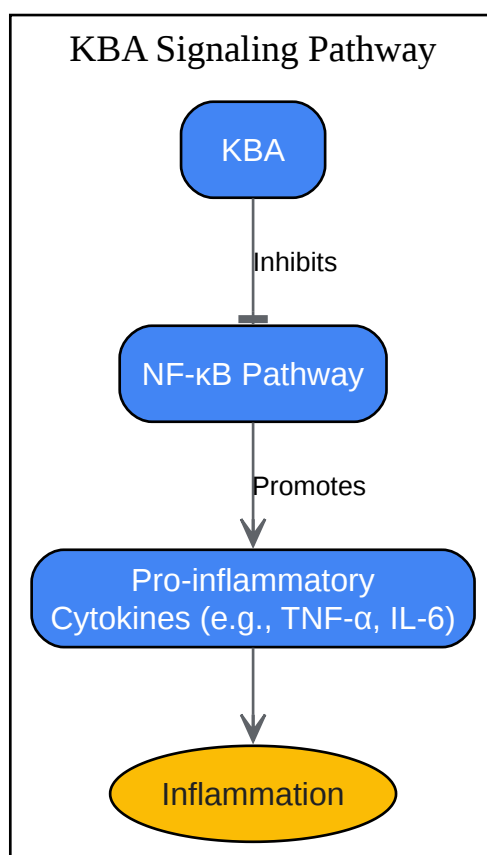 KBA Signaling Pathway
KBA
Inhibits
NF-κB Pathway
Promotes
Pro-inflammatory
Cytokines (e.g., TNF-α, IL-6)
Inflammation